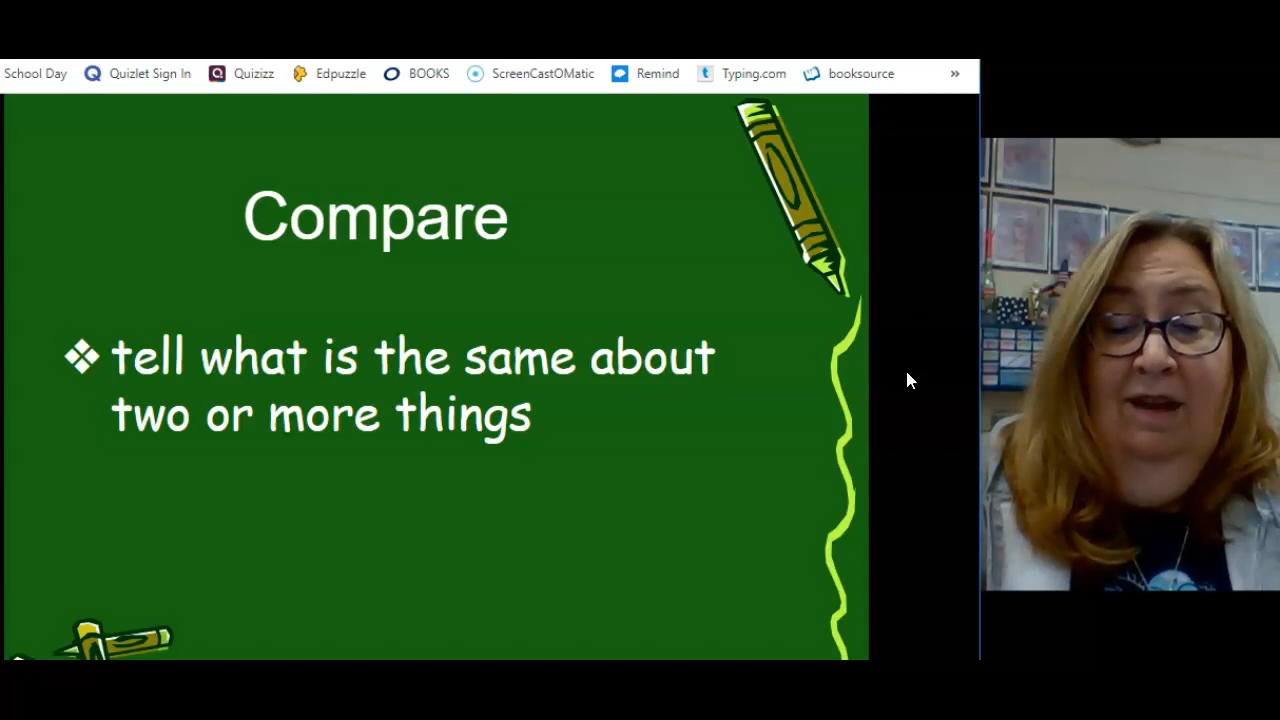 School Day Quizlet Sign In Quizizz Edpuzzle BOOKS ScreenCastOMatic Remind Typing.com booksource »
Compare
❖ tell what is the same about
two or more things